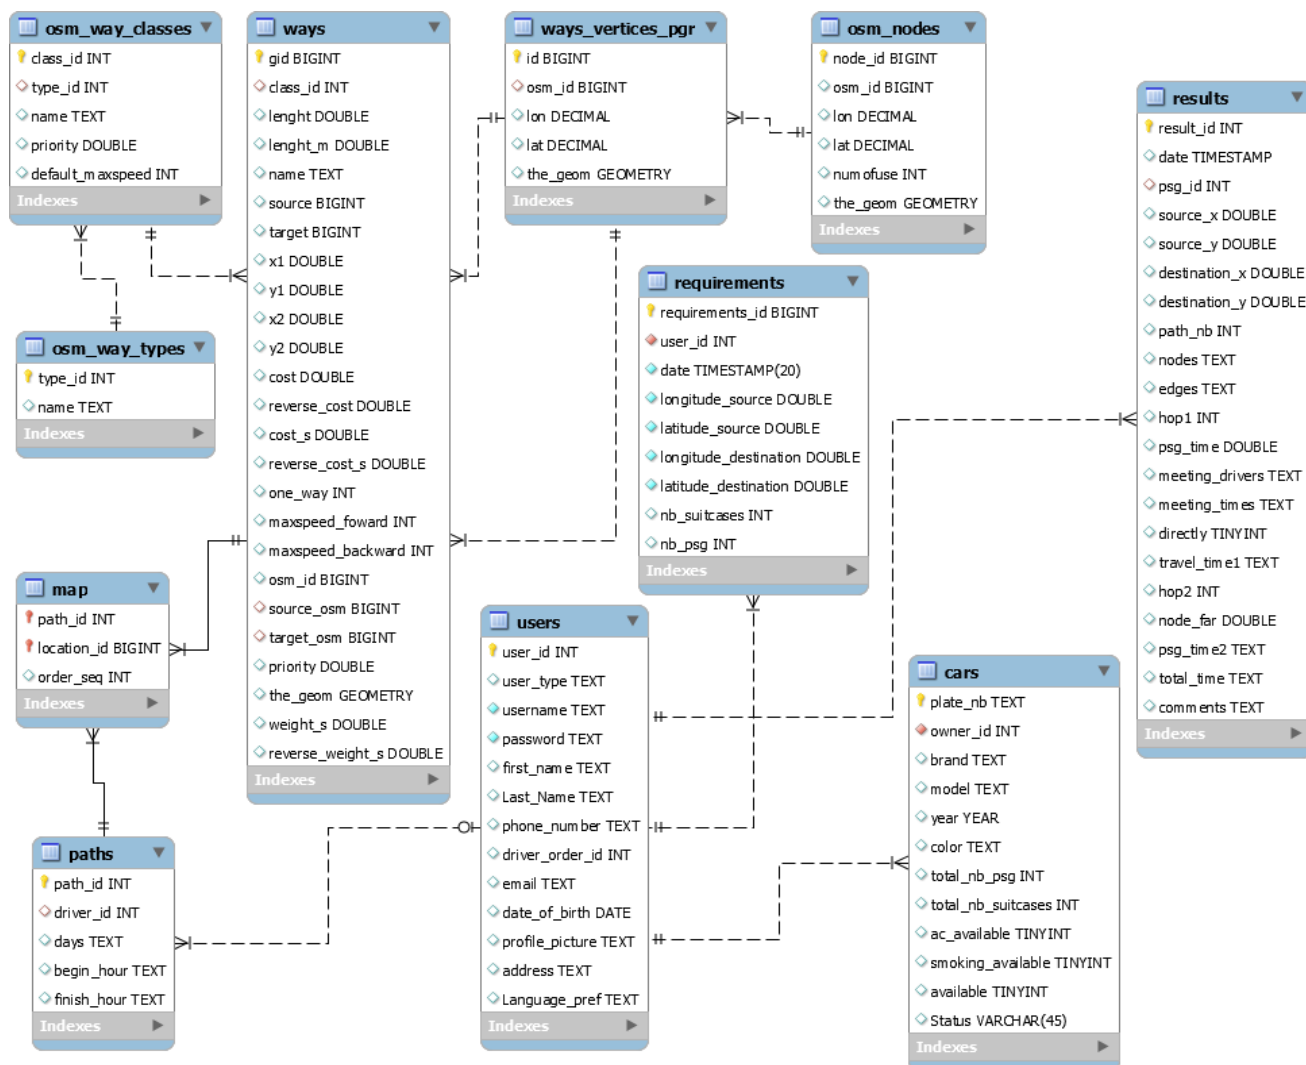 osm_way_classes
class_id INT
type_id INT
name TEXT
priority DOUBLE
default_maxspeed INT
Indexes
ways
gid BIGINT
class_id INT
lenght DOUBLE
lenght_m DOUBLE
name TEXT
source BIGINT
target BIGINT
x1 DOUBLE
y1 DOUBLE
x2 DOUBLE
y2 DOUBLE
cost DOUBLE
reverse_cost DOUBLE
cost_s DOUBLE
reverse_cost_s DOUBLE
one_way INT
maxspeed_foward INT
maxspeed_backward INT
osm_id BIGINT
source_osm BIGINT
target_osm BIGINT
priority DOUBLE
the_geom GEOMETRY
weight_s DOUBLE
reverse_weight_s DOUBLE
Indexes
ways_vertices_pgr
id BIGINT
osm_id BIGINT
lon DECIMAL
lat DECIMAL
the_geom GEOMETRY
Indexes
osm_nodes
node_id BIGINT
osm_id BIGINT
lon DECIMAL
lat DECIMAL
numofuse INT
the_geom GEOMETRY
Indexes
results
result_id INT
date TIMESTAMP
psg_id INT
source_x DOUBLE
source_y DOUBLE
destination_x DOUBLE
destination_y DOUBLE
path_nb INT
nodes TEXT
edges TEXT
hop1 INT
psg_time DOUBLE
meeting_drivers TEXT
meeting_times TEXT
directly TINYINT
travel_time1 TEXT
hop2 INT
node_far DOUBLE
psg_time2 TEXT
total_time TEXT
comments TEXT
Indexes
osm_way_types
type_id INT
name TEXT
Indexes
requirements
requirements_id BIGINT
user_id INT
date TIMESTAMP(20)
longitude_source DOUBLE
latitude_source DOUBLE
longitude_destination DOUBLE
latitude_destination DOUBLE
nb_suitcases INT
nb_psg INT
Indexes
map
path_id INT
location_id BIGINT
order_seq INT
Indexes
users
user_id INT
user_type TEXT
username TEXT
password TEXT
first_name TEXT
Last_Name TEXT
phone_number TEXT
driver_order_id INT
email TEXT
date_of_birth DATE
profile_picture TEXT
address TEXT
Language_pref TEXT
Indexes
cars
plate_nb TEXT
owner_id INT
brand TEXT
model TEXT
year YEAR
color TEXT
total_nb_psg INT
total_nb_suitcases INT
ac_available TINYINT
smoking_available TINYINT
available TINYINT
Status VARCHAR(45)
Indexes
paths
path_id INT
driver_id INT
days TEXT
begin_hour TEXT
finish_hour TEXT
Indexes